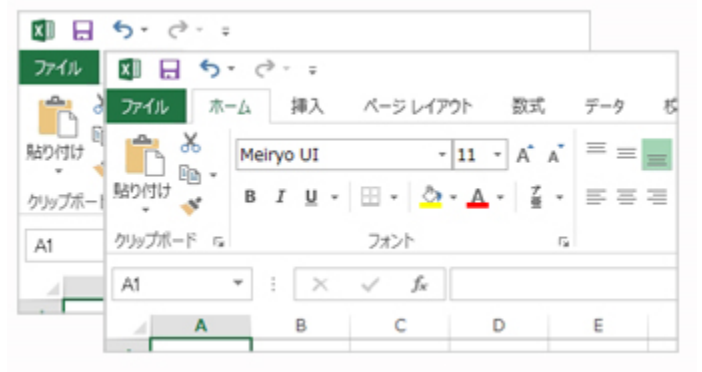 ファイル
貼り付け
クリップボー
A1
ファイル ホーム 挿入 ページ レイアウト 数式 データ 校
貼り付け
Meiryo UI 11 A A
B I U A 亜
クリップボード フォント
A1 fx
A B C D E